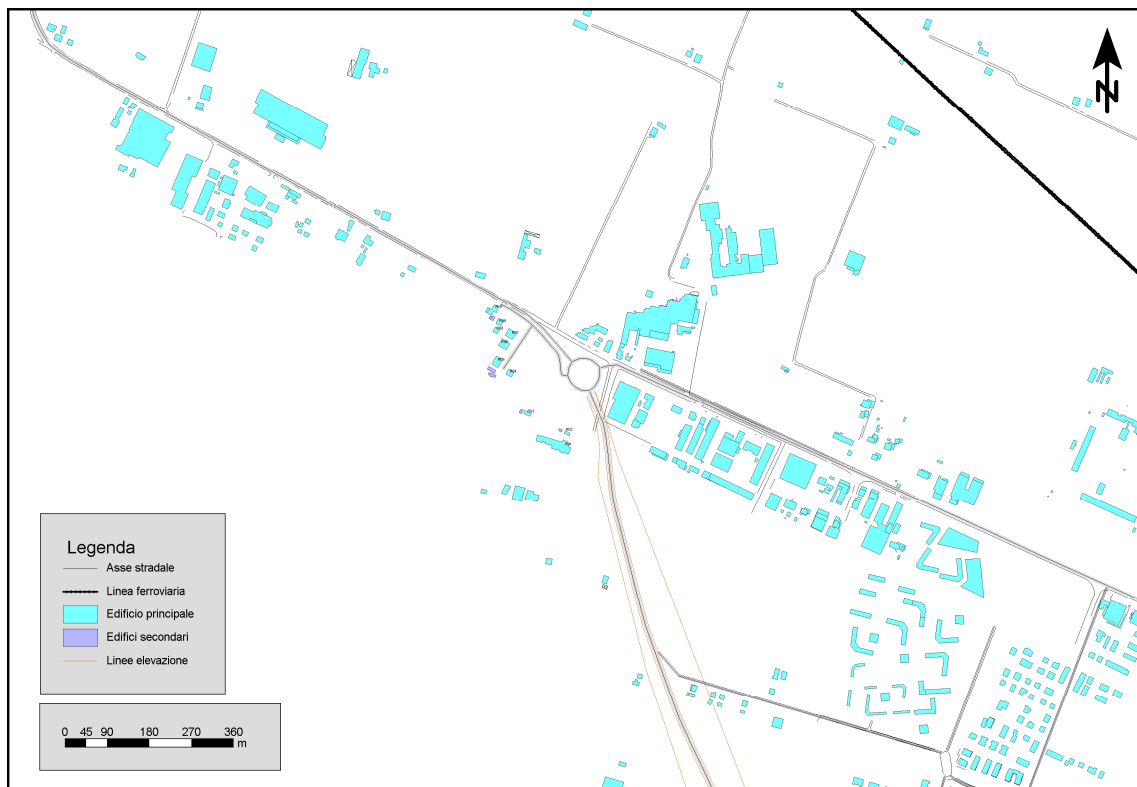 N
Legenda
Asse stradale
Linea ferroviaria
Edificio principale
Edifici secondari
Linee elevazione
0 45 90 180 270 360
m